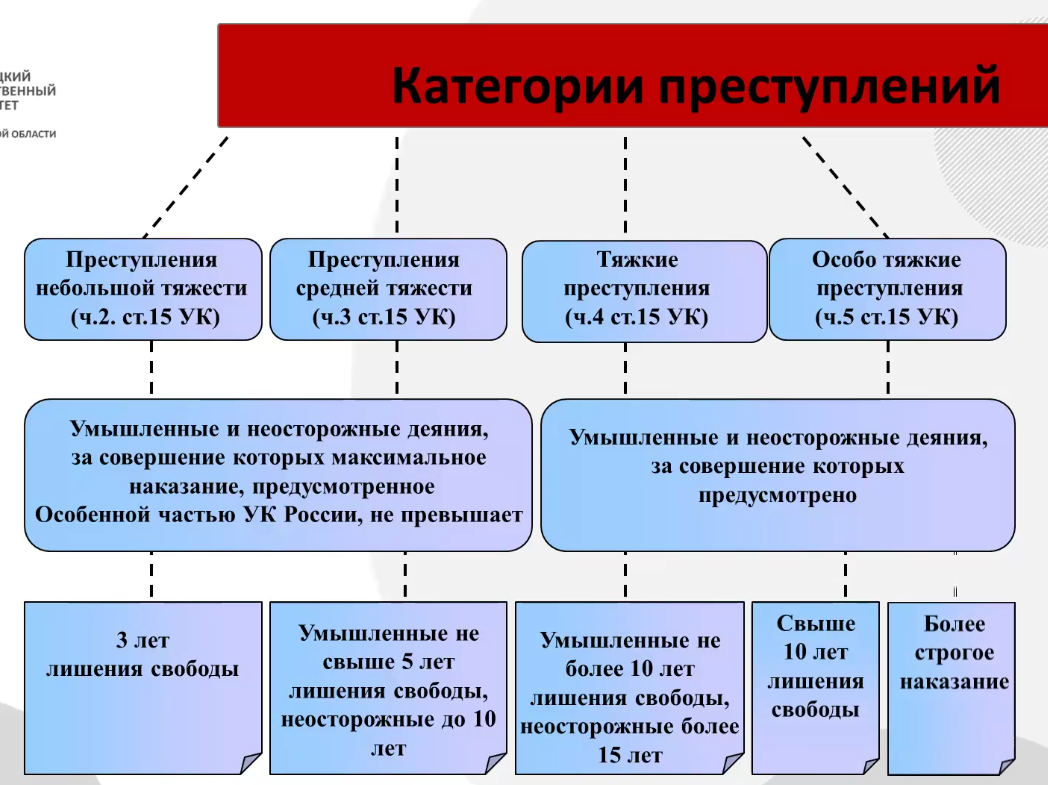 Категории преступлений
ЦКИЙ
ТВЕННЫЙ
ТЕТ
ОЙ ОБЛАСТИ
Преступления
небольшой тяжести
(ч.2. ст.15 УК)
Преступления
средней тяжести
(ч.3 ст.15 УК)
Тяжкие
преступления
(ч.4 ст.15 УК)
Особо тяжкие
преступления
(ч.5 ст.15 УК)
Умышленные и неосторожные деяния,
за совершение которых максимальное
наказание, предусмотренное
Особенной частью УК России, не превышает
Умышленные и неосторожные деяния,
за совершение которых
предусмотрено
3 лет
лишения свободы
Умышленные не
свыше 5 лет
лишения свободы,
неосторожные до 10
лет
Умышленные не
более 10 лет
лишения свободы,
неосторожные более
15 лет
Свыше
10 лет
лишения
свободы
Более
строгое
наказание